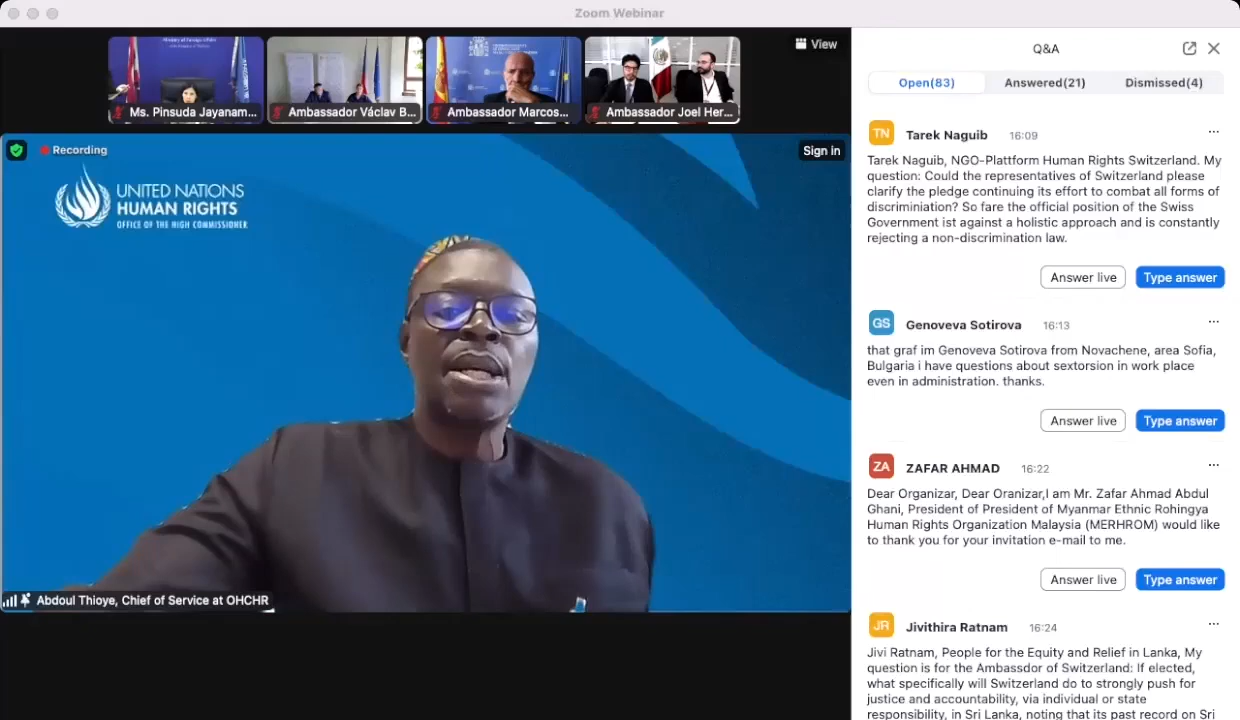 Zoom Webinar
View
Ms. Pinsuda Jayanam...
Ambassador Václav B...
Ambassador Marcos...
Ambassador Joel Her...
Recording
Sign in
UNITED NATIONS
HUMAN RIGHTS
OFFICE OF THE HIGH COMMISSIONER
Abdoul Thioye, Chief of Service at OHCHR
Q&A
Open(83) Answered(21) Dismissed(4)
TN Tarek Naguib 16:09 ...
Tarek Naguib, NGO-Plattform Human Rights Switzerland. My
question: Could the representatives of Switzerland please
clarify the pledge continuing its effort to combat all forms of
discriminiation? So fare the official position of the Swiss
Government ist against a holistic approach and is constantly
rejecting a non-discrimination law.
Answer live Type answer
GS Genoveva Sotirova 16:13 ...
that graf im Genoveva Sotirova from Novachene, area Sofia,
Bulgaria i have questions about sextorsion in work place
even in administration. thanks.
Answer live Type answer
ZA ZAFAR AHMAD 16:22 ...
Dear Organizar, Dear Oranizar,I am Mr. Zafar Ahmad Abdul
Ghani, President of President of Myanmar Ethnic Rohingya
Human Rights Organization Malaysia (MERHROM) would like
to thank you for your invitation e-mail to me.
Answer live Type answer
JR Jivithira Ratnam 16:24 ...
Jivi Ratnam, People for the Equity and Relief in Lanka, My
question is for the Ambassdor of Switzerland: If elected,
what specifically will Switzerland do to strongly push for
justice and accountability, via individual or state
responsibility, in Sri Lanka, noting that its past record on Sri